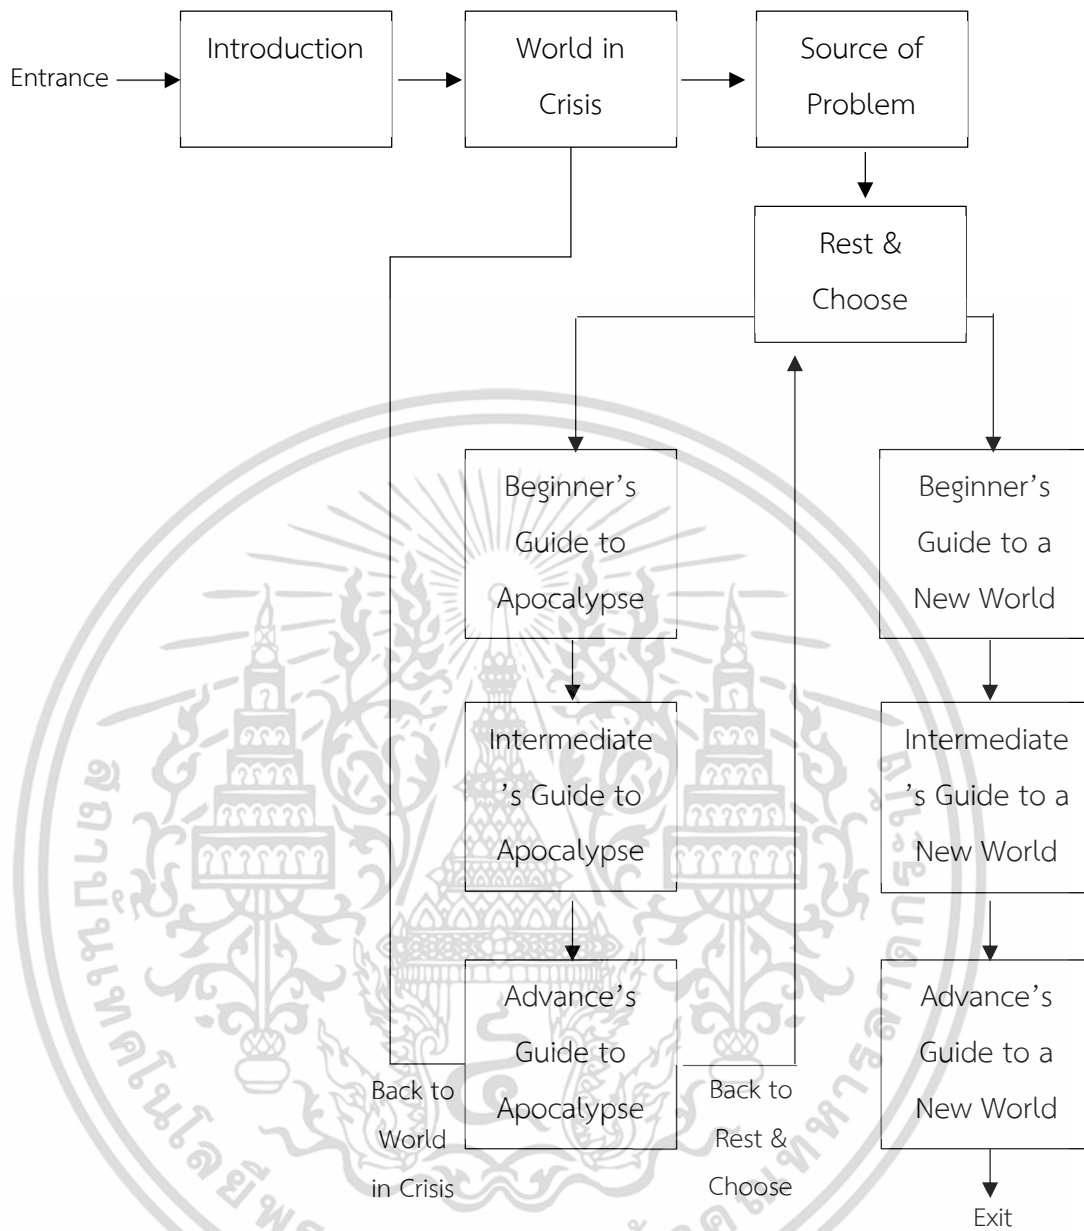 Entrance
Introduction
World in
Crisis
Source of
Problem
Rest &
Choose
Beginner's
Guide to
Apocalypse
Beginner's
Guide to a
New World
Intermediate
's Guide to
Apocalypse
Intermediate
's Guide to a
New World
Advance's
Guide to
Apocalypse
Back to
World
in Crisis
Back to
Rest &
Choose
Advance's
Guide to a
New World
Exit